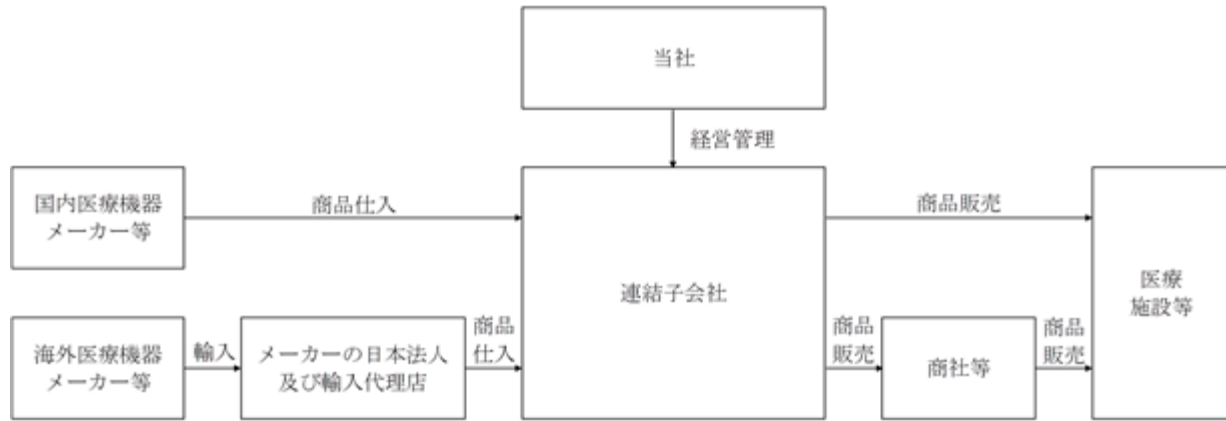 当社
経営管理
国内医療機器
メーカー等
商品仕入
連結子会社
商品販売
医療
施設等
海外医療機器
メーカー等
輸入
メーカーの日本法人
及び輸入代理店
商品
仕入
商品
販売
商社等
商品
販売